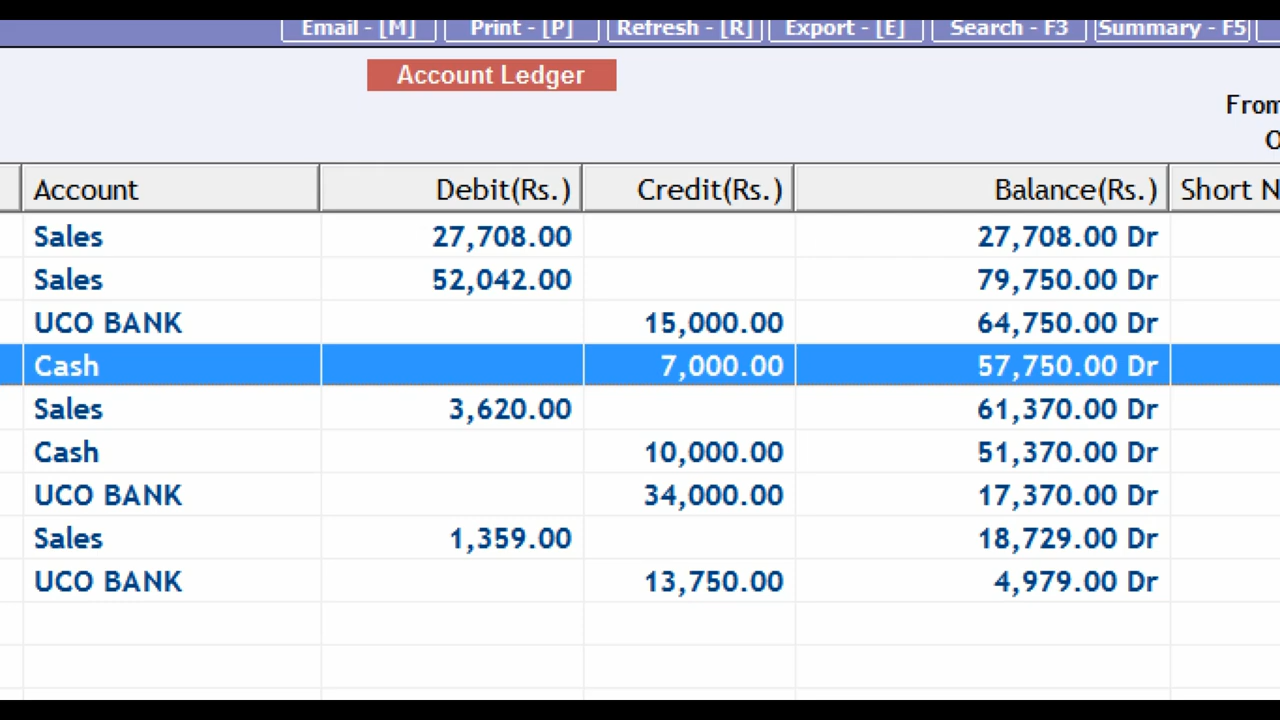 Email - [M] Print - [P] Refresh - [R] Export - [E] Search - F3 Summary - F5
Account Ledger
From
Account Debit(Rs.) Credit(Rs.) Balance(Rs.) Short N
Sales 27,708.00 27,708.00 Dr
Sales 52,042.00 79,750.00 Dr
UCO BANK 15,000.00 64,750.00 Dr
Cash 7,000.00 57,750.00 Dr
Sales 3,620.00 61,370.00 Dr
Cash 10,000.00 51,370.00 Dr
UCO BANK 34,000.00 17,370.00 Dr
Sales 1,359.00 18,729.00 Dr
UCO BANK 13,750.00 4,979.00 Dr